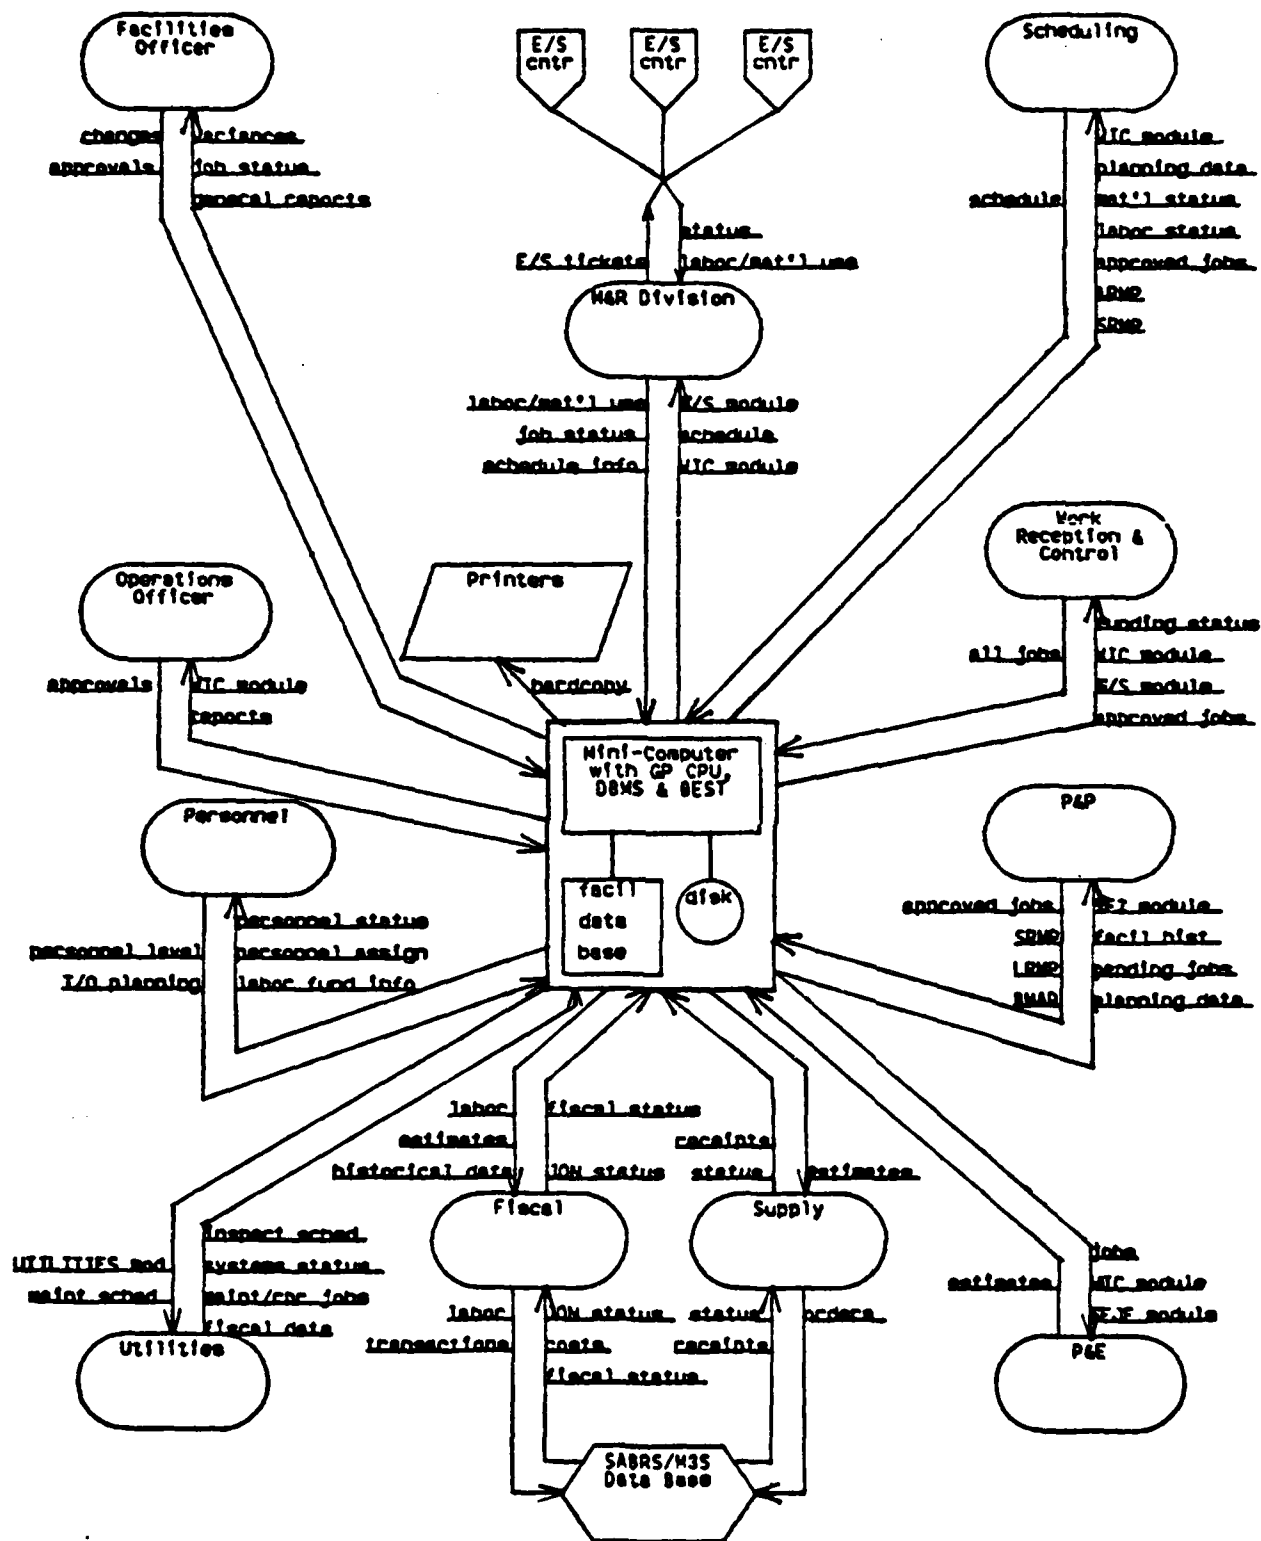 Facilities
Officer
E/S
cntr
E/S
cntr
E/S
cntr
Scheduling
changes
approvals
job status
general reports
schedule
WIC module
planning data
mat'l status
labor status
approved jobs
LRMP
SRMP
E/S tickets
status
labor/mat'l use
M&R Division
labor/mat'l use
job status
schedule info
E/S module
schedule
WIC module
Work
Reception &
Control
all jobs
funding status
WIC module
E/S module
approved jobs
Operations
Officer
approvals
WIC module
reports
Printers
hardcopy
Mini-Computer
with GP CPU,
DBMS & BEST
facil
data
base
disk
Personnel
personnel level
I/O planning
personnel status
personnel assign
labor fund info
P&P
approved jobs
SRMP
LRMP
BMAR
module
facil hist
pending jobs
planning data
labor
estimates
historical data
fiscal status
JON status
Fiscal
receipts
status
estimates
Supply
UTILITIES mod
maint sched
inspect sched
systems status
maint/rpr jobs
fiscal data
Utilities
labor
transactions
JON status
costs
fiscal status
status
receipts
orders
estimates
jobs
WIC module
module
P&E
SABRS/M3S
Data Base